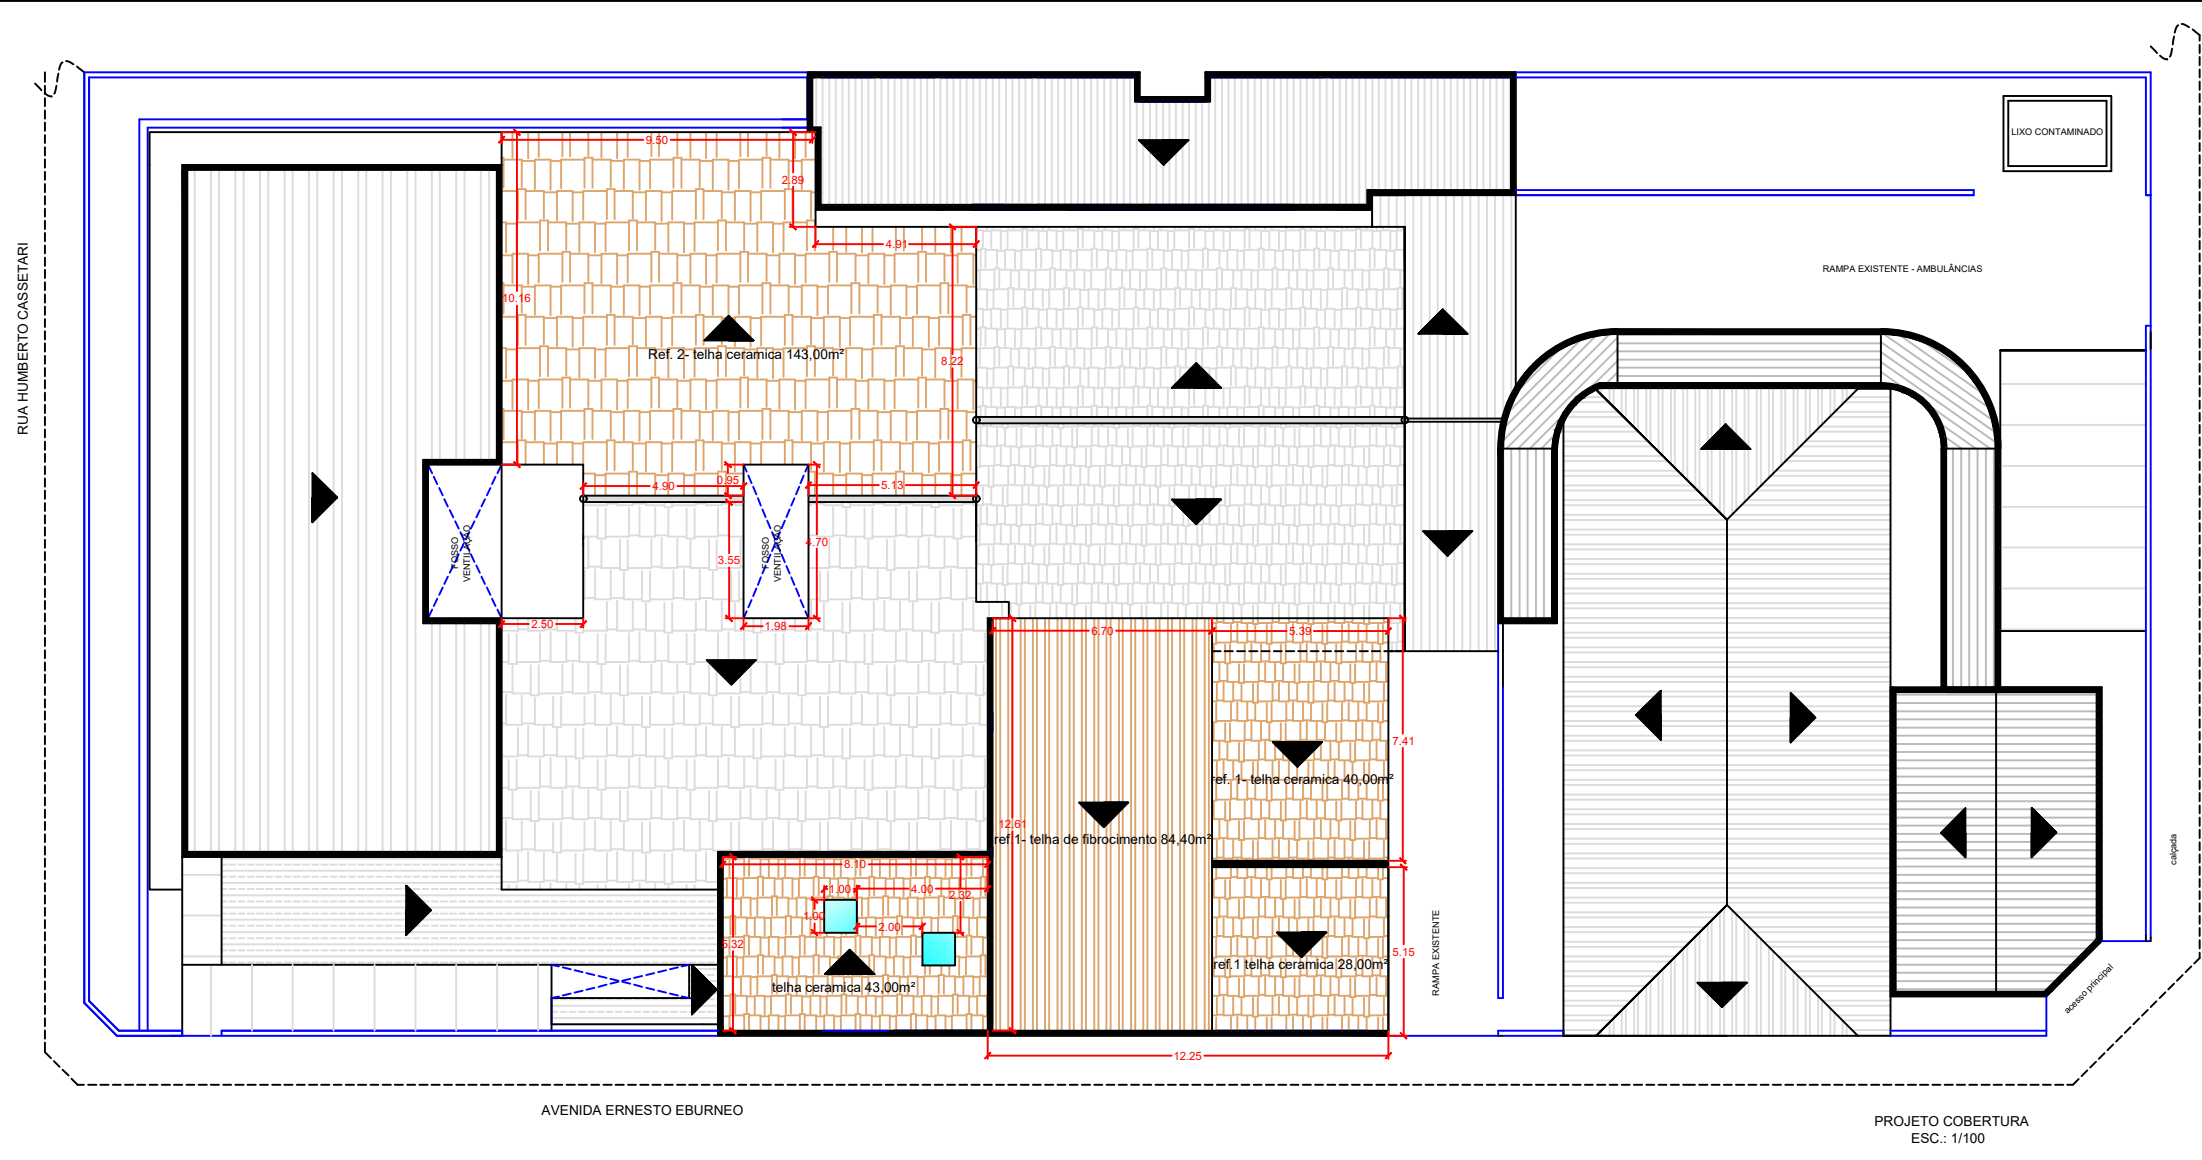 LIXO CONTAMINADO
9.50
2.89
RUA HUMBERTO CASSETARI
4.91
RAMPA EXISTENTE - AMBULÂNCIAS
10.16
Ref. 2- telha ceramica 143,00m²
8.22
0.95
4.90
5.13
FOSSO
VENTILAÇÃO
FOSSO
VENTILAÇÃO
4.70
3.55
2.50
1.98
6.70
5.39
7.41
ref. 1- telha ceramica 40,00m²
12.61
ref.1- telha de fibrocimento 84,40m²
calçada
8.10
1.00
4.00
2.32
1.00
2.00
5.32
RAMPA EXISTENTE
5.15
ref.1 telha ceramica 28,00m²
telha ceramica 43,00m²
acesso principal
12.25
AVENIDA ERNESTO EBURNEO
PROJETO COBERTURA
ESC.: 1/100